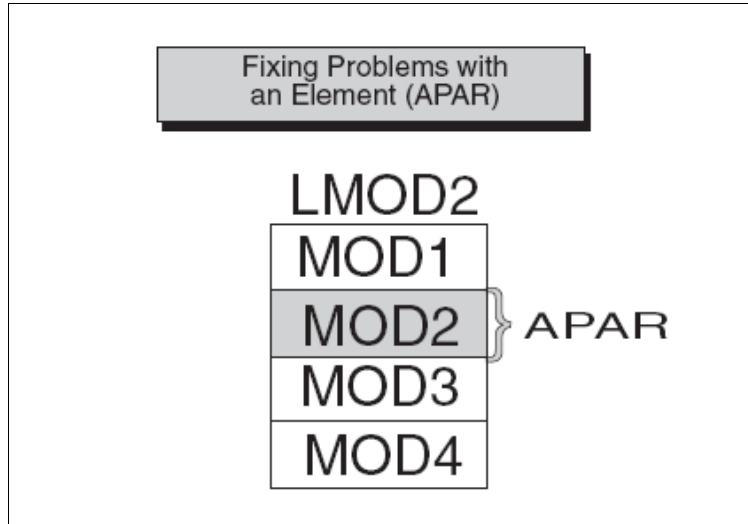 Fixing Problems with
an Element (APAR)
LMOD2
MOD1
MOD2
APAR
MOD3
MOD4